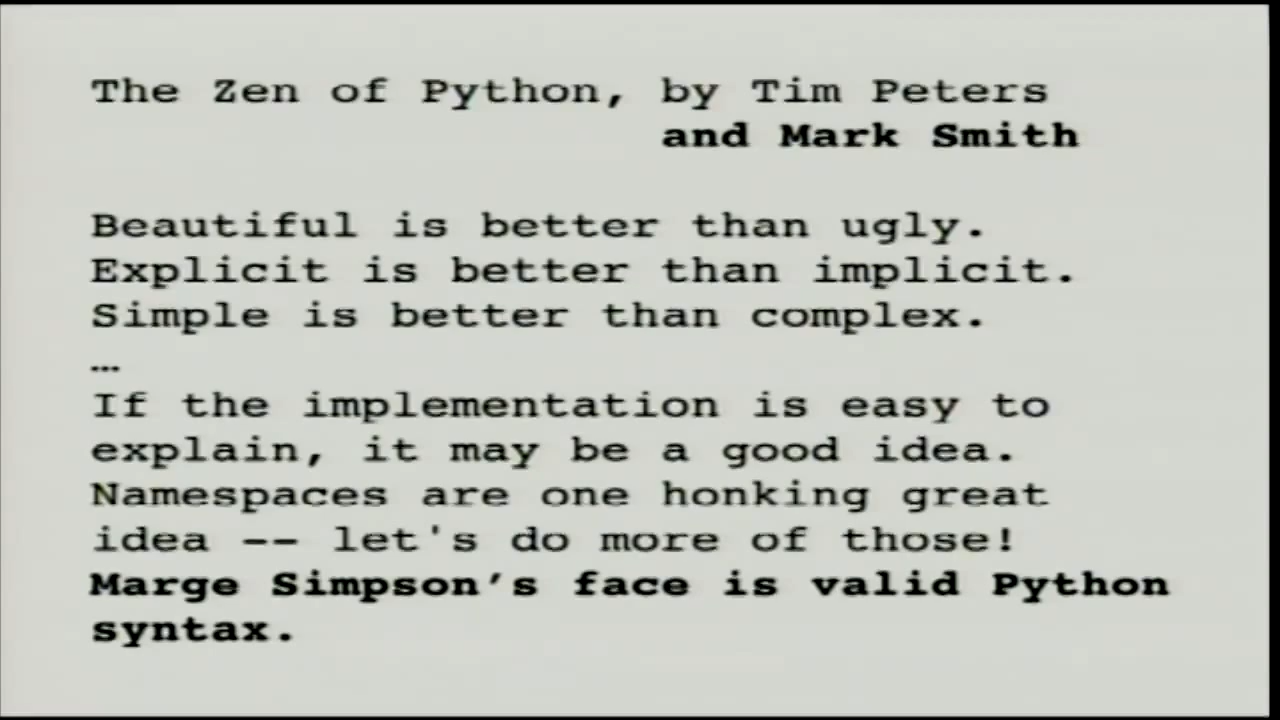 The Zen of Python, by Tim Peters
and Mark Smith
Beautiful is better than ugly.
Explicit is better than implicit.
Simple is better than complex.
…
If the implementation is easy to
explain, it may be a good idea.
Namespaces are one honking great
idea -- let's do more of those!
Marge Simpson’s face is valid Python
syntax.